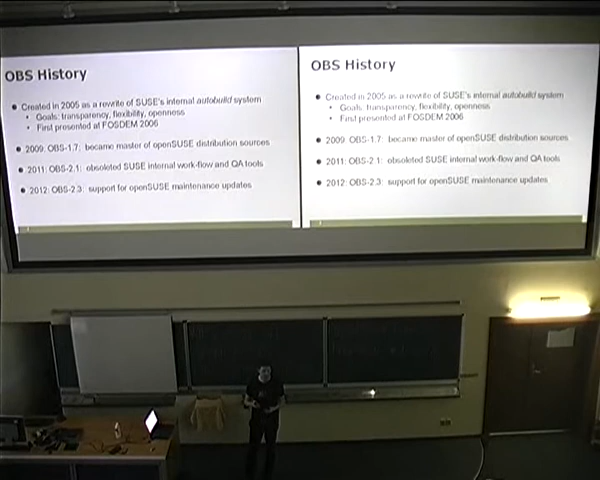 OBS History
Created in 2005 as a rewrite of SUSE's internal autobuild system
Goals: transparency, flexibility, openness
First presented at FOSDEM 2006
2009: OBS-1.7: became master of openSUSE distribution sources
2011: OBS-2.1: obsoleted SUSE internal work-flow and QA tools
2012: OBS-2.3: support for openSUSE maintenance updates
OBS History
Created in 2005 as a rewrite of SUSE's internal autobuild system
Goals: transparency, flexibility, openness
First presented at FOSDEM 2006
2009: OBS-1.7: became master of openSUSE distribution sources
2011: OBS-2.1: obsoleted SUSE internal work-flow and QA tools
2012: OBS-2.3: support for openSUSE maintenance updates